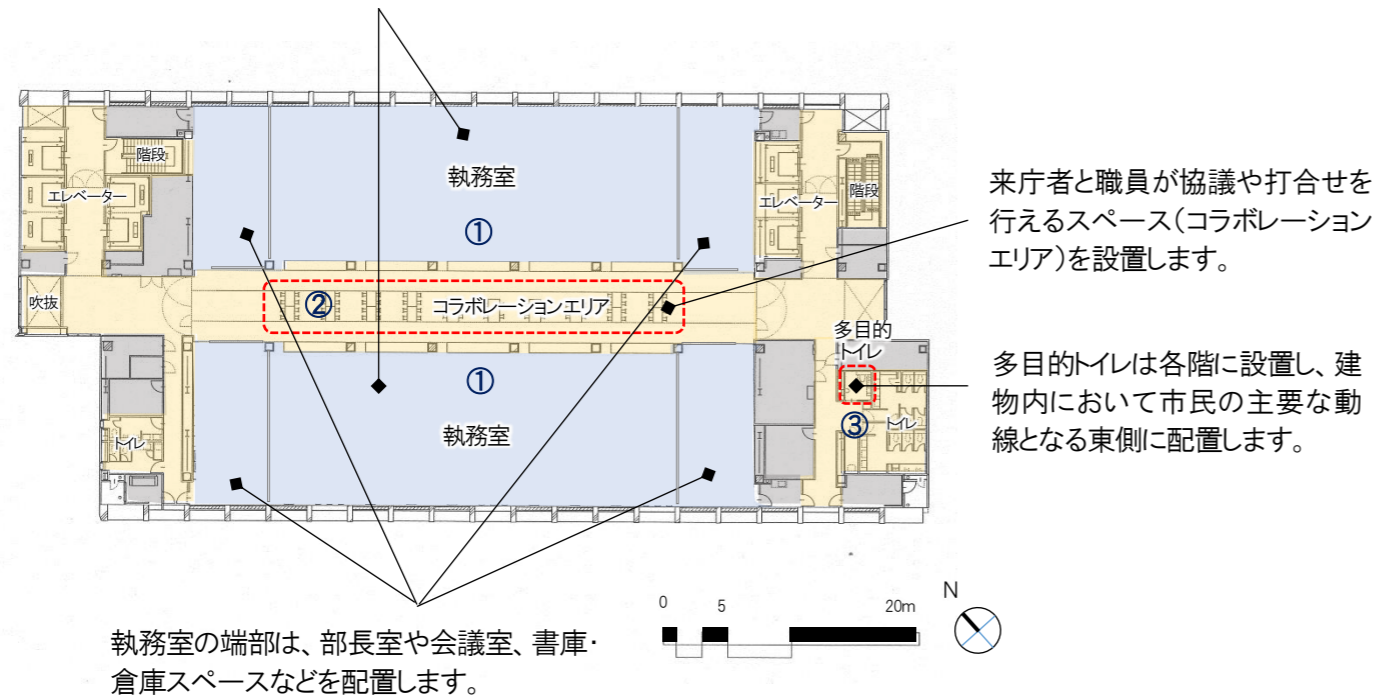 階段
エレベーター
執務室
①
エレベーター
階段
来庁者と職員が協議や打合せを
行えるスペース(コラボレーション
エリア)を設置します。
吹抜
②
コラボレーションエリア
多目的
トイレ
①
執務室
トイレ
③
トイレ
多目的トイレは各階に設置し、建
物内において市民の主要な動
線となる東側に配置します。
執務室の端部は、部長室や会議室、書庫・
倉庫スペースなどを配置します。
0 5 20m
N